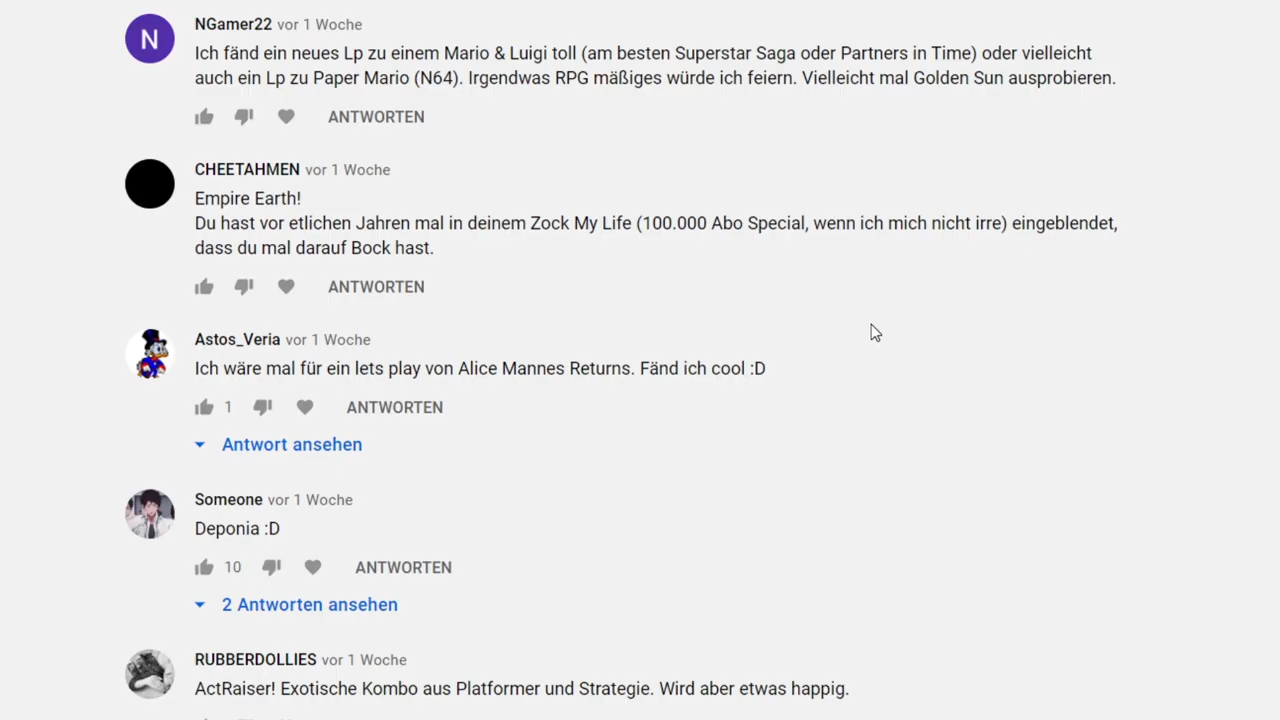 N
NGamer22 vor 1 Woche
Ich fänd ein neues Lp zu einem Mario & Luigi toll (am besten Superstar Saga oder Partners in Time) oder vielleicht
auch ein Lp zu Paper Mario (N64). Irgendwas RPG mäßiges würde ich feiern. Vielleicht mal Golden Sun ausprobieren.
ANTWORTEN
CHEETAHMEN vor 1 Woche
Empire Earth!
Du hast vor etlichen Jahren mal in deinem Zock My Life (100.000 Abo Special, wenn ich mich nicht irre) eingeblendet,
dass du mal darauf Bock hast.
ANTWORTEN
Astos_Veria vor 1 Woche
Ich wäre mal für ein lets play von Alice Mannes Returns. Fänd ich cool :D
1 ANTWORTEN
Antwort ansehen
Someone vor 1 Woche
Deponia :D
10 ANTWORTEN
2 Antworten ansehen
RUBBERDOLLIES vor 1 Woche
ActRaiser! Exotische Kombo aus Platformer und Strategie. Wird aber etwas happig.